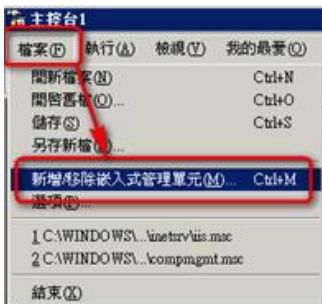 主控台1
檔案(F) 執行(A) 檢視(V) 我的最愛(O)
開新檔案(N) Ctrl+N
開啟舊檔(O)... Ctrl+O
儲存(S) Ctrl+S
另存新檔(A)...
新增/移除嵌入式管理單元(M)... Ctrl+M
選項(P)...
1 C:\WINDOWS\...\inetsrv\iis.msc
2 C:\WINDOWS\...\compmgmt.msc
結束(X)